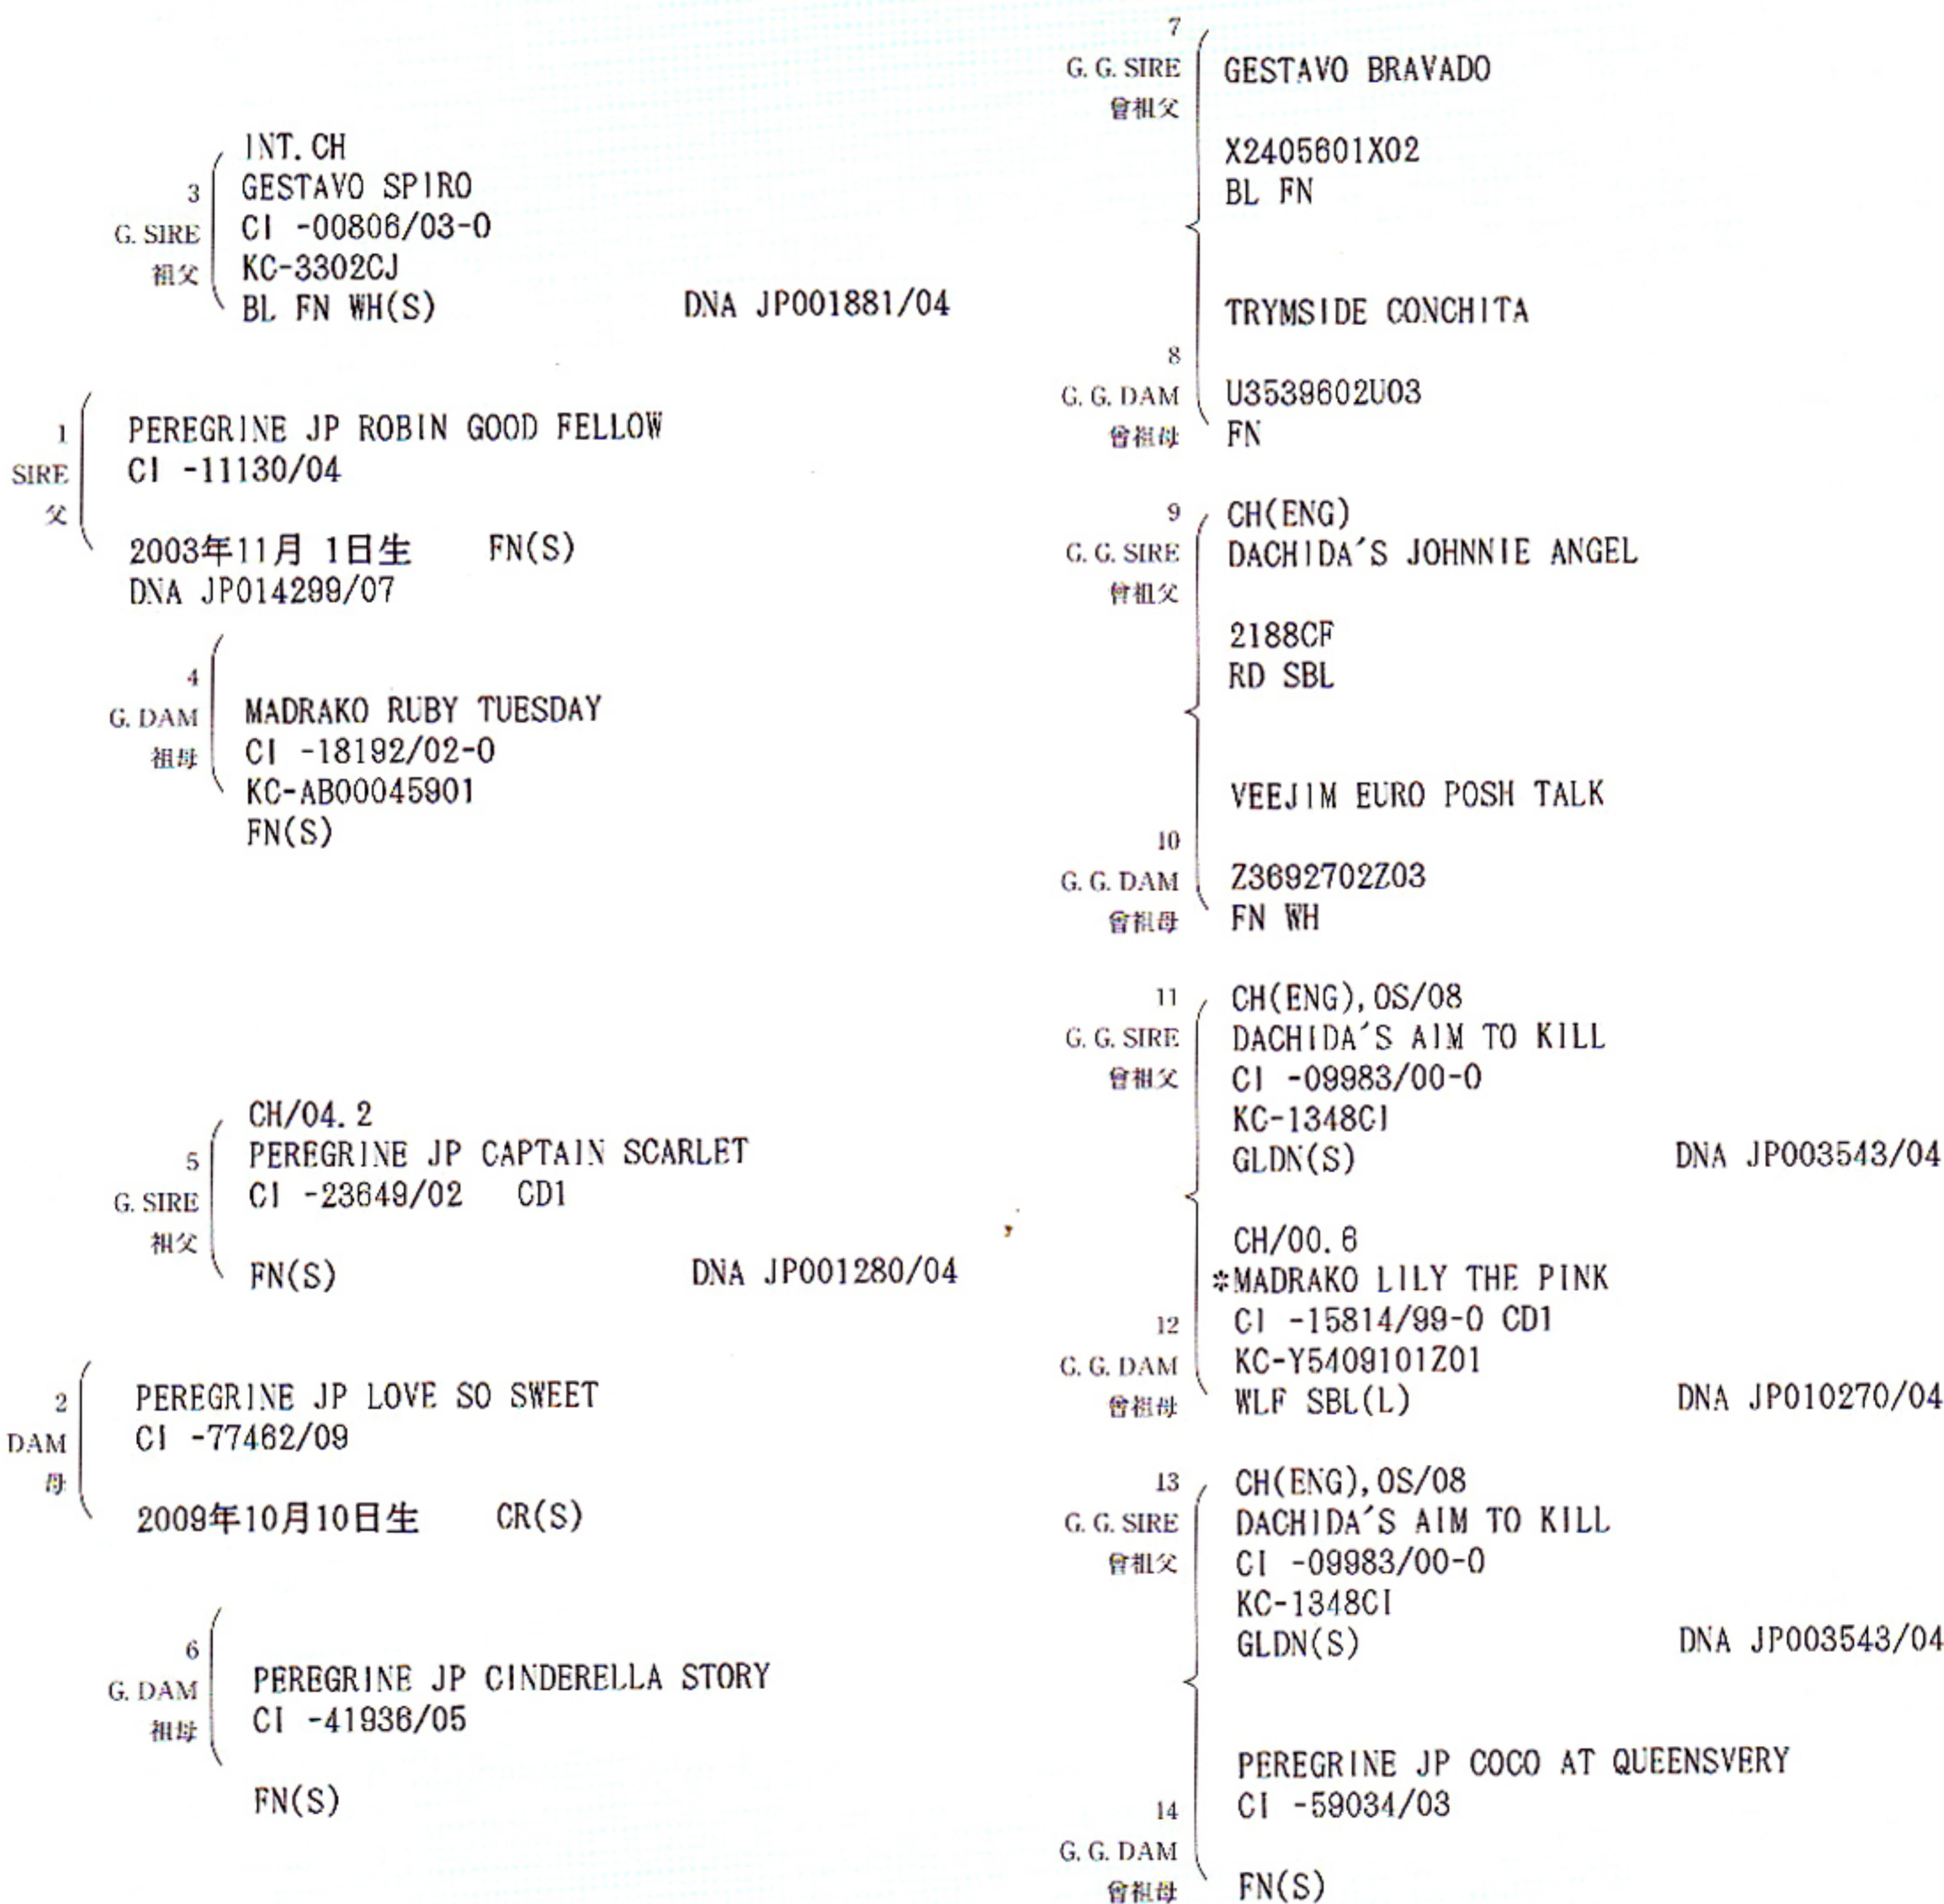 3
G. SIRE
祖父
INT.CH
GESTAVO SPIRO
CI -00806/03-0
KC-3302CJ
BL FN WH(S) DNA JP001881/04
1
SIRE
父
PEREGRINE JP ROBIN GOOD FELLOW
CI -11130/04
2003年11月 1日生 FN(S)
DNA JP014299/07
4
G. DAM
祖母
MADRAKO RUBY TUESDAY
CI -18192/02-0
KC-AB00045901
FN(S)
5
G. SIRE
祖父
CH/04.2
PEREGRINE JP CAPTAIN SCARLET
CI -23649/02 CD1
FN(S) DNA JP001280/04
2
DAM
母
PEREGRINE JP LOVE SO SWEET
CI -77462/09
2009年10月10日生 CR(S)
6
G. DAM
祖母
PEREGRINE JP CINDERELLA STORY
CI -41936/05
FN(S)
7
G. G. SIRE
曾祖父
GESTAVO BRAVADO
X2405601X02
BL FN
8
G. G. DAM
曾祖母
TRYMSIDE CONCHITA
U3539602U03
FN
9
G. G. SIRE
曾祖父
CH(ENG)
DACHIDA´S JOHNNIE ANGEL
2188CF
RD SBL
10
G. G. DAM
曾祖母
VEEJIM EURO POSH TALK
Z3692702Z03
FN WH
11
G. G. SIRE
曾祖父
CH(ENG),OS/08
DACHIDA´S AIM TO KILL
CI -09983/00-0
KC-1348CI
GLDN(S) DNA JP003543/04
12
G. G. DAM
曾祖母
CH/00.6
*MADRAKO LILY THE PINK
CI -15814/99-0 CD1
KC-Y5409101Z01
WLF SBL(L) DNA JP010270/04
13
G. G. SIRE
曾祖父
CH(ENG),OS/08
DACHIDA´S AIM TO KILL
CI -09983/00-0
KC-1348CI
GLDN(S) DNA JP003543/04
14
G. G. DAM
曾祖母
PEREGRINE JP COCO AT QUEENSVERY
CI -59034/03
FN(S)